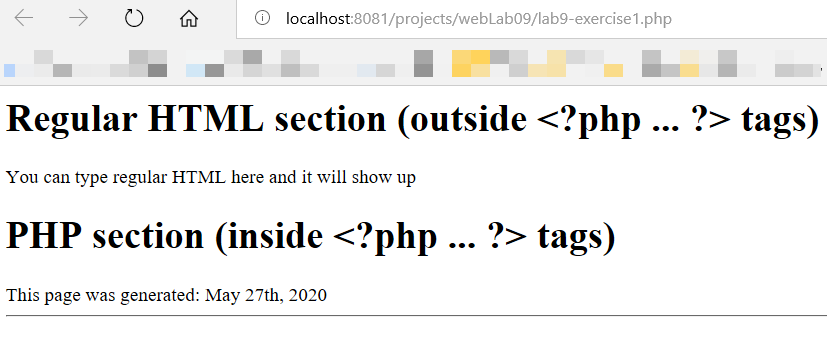 localhost:8081/projects/webLab09/lab9-exercise1.php
Regular HTML section (outside <?php ... ?> tags)
You can type regular HTML here and it will show up
PHP section (inside <?php ... ?> tags)
This page was generated: May 27th, 2020